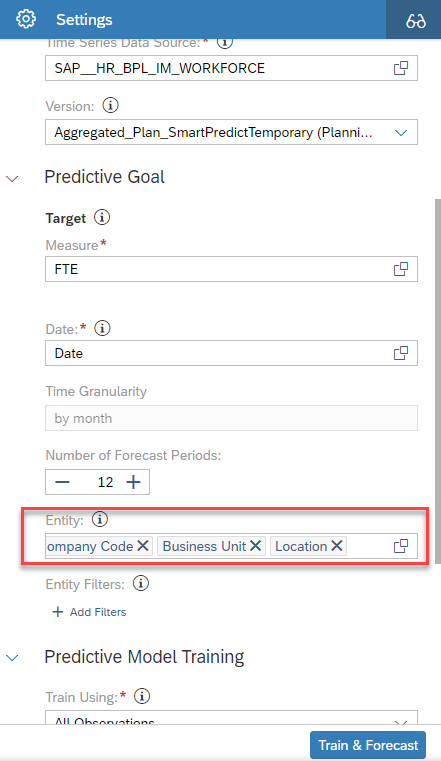 Settings
Time Series Data Source:*
SAP__HR_BPL_IM_WORKFORCE
Version:
Aggregated_Plan_SmartPredictTemporary (Planni...
Predictive Goal
Target
Measure*
FTE
Date:*
Date
Time Granularity
by month
Number of Forecast Periods:
12
Entity:
ompany Code Business Unit Location
Entity Filters:
Add Filters
Predictive Model Training
Train Using:*
All Observations
Train & Forecast